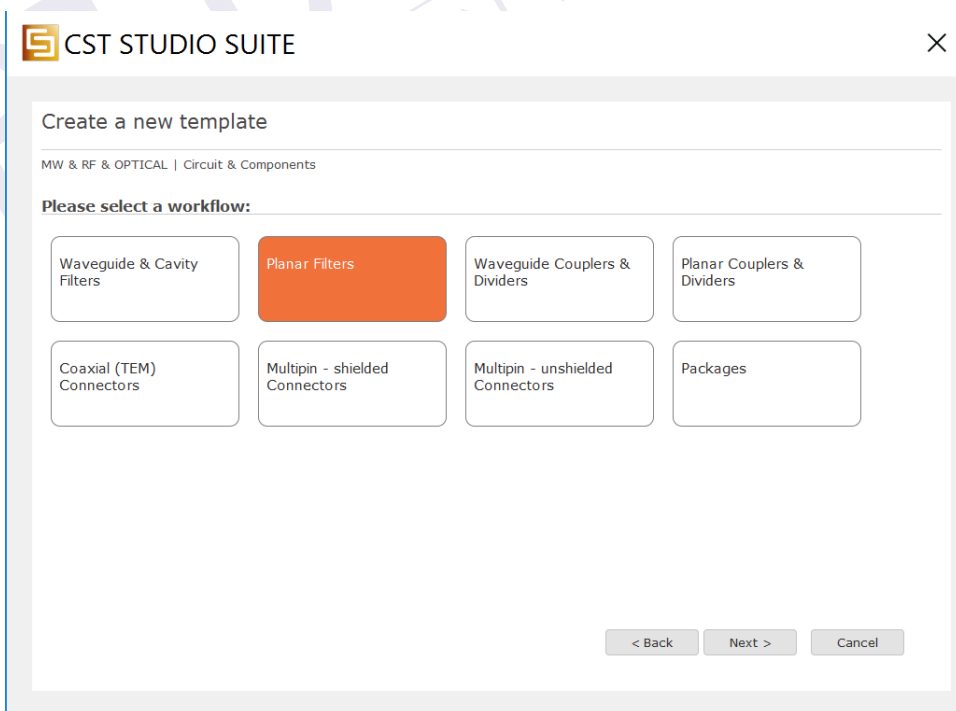 CST STUDIO SUITE
Create a new template
MW & RF & OPTICAL | Circuit & Components
Please select a workflow:
Waveguide & Cavity
Filters
Planar Filters
Waveguide Couplers &
Dividers
Planar Couplers &
Dividers
Coaxial (TEM)
Connectors
Multipin - shielded
Connectors
Multipin - unshielded
Connectors
Packages
< Back
Next >
Cancel